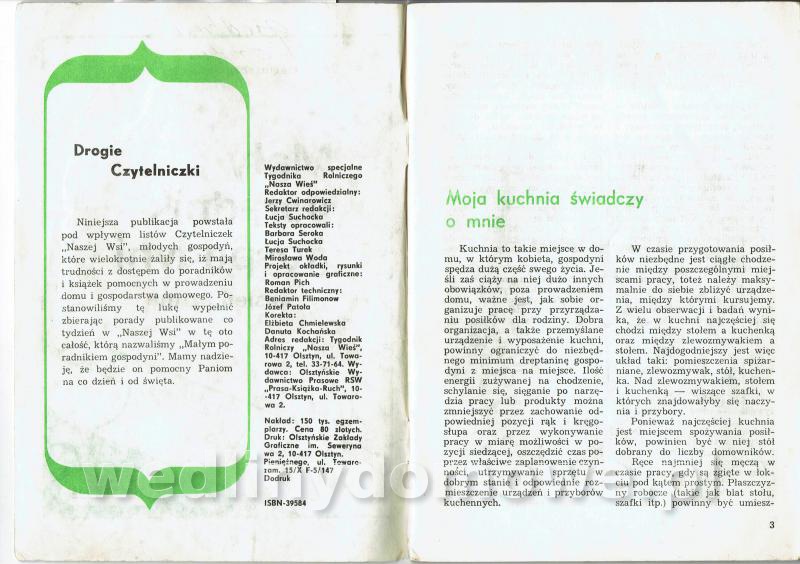 Drogie
Czytelniczki
Niniejsza publikacja powstała
pod wpływem listów Czytelniczek
„Naszej Wsi", młodych gospodyń,
które wielokrotnie żaliły się, iż mają
trudności z dostępem do poradników
i książek pomocnych w prowadzeniu
domu i gospodarstwa domowego. Po-
stanowiliśmy tę lukę wypełnić
zbierając porady publikowane co
tydzień w „Naszej Wsi" w tę oto
całość, którą nazwaliśmy „Małym po-
radnikiem gospodyni". Mamy nadzie-
ję, że będzie on pomocny Paniom
na co dzień i od święta.
Wydawnictwo specjalne
Tygodnika Rolniczego
„Nasza Wieś"
Redaktor odpowiedzialny:
Jerzy Cwinarowicz
Sekretarz redakcji:
Łucja Suchocka
Teksty opracowali:
Barbara Seroka
Łucja Suchocka
Teresa Turek
Mirosława Woda
Projekt okładki, rysunki
i opracowanie graficzne:
Roman Pich
Redaktor techniczny:
Beniamin Filimonow
Józef Patoła
Korekta:
Elżbieta Chmielewska
Danuta Kochańska
Adres redakcji: Tygodnik
Rolniczy „Nasza Wieś",
10-417 Olsztyn, ul. Towa-
rowa 2, tel. 33-71-64. Wy-
dawca: Olsztyńskie Wy-
dawnictwo Prasowe RSW
„Prasa-Książka-Ruch", 10-
-417 Olsztyn, ul. Towaro-
wa 2.
Nakład: 150 tys. egzem-
plarzy. Cena 80 złotych.
Druk: Olsztyńskie Zakłady
Graficzne im. Seweryna
Pieniężnego, ul. Towaro-
wa 2, 10-417 Olsztyn.
zam. 15/X F-5/147
Dodruk
ISBN-39584
Moja kuchnia świadczy
o mnie
Kuchnia to takie miejsce w do-
mu, w którym kobieta, gospodyni
spędza dużą część swego życia. Je-
śli zaś ciąży na niej dużo innych
obowiązków, poza prowadzeniem
domu, ważne jest, jak sobie or-
ganizuje pracę przy przyrządza-
niu posiłków dla rodziny. Dobra
organizacja, a także przemyślane
urządzenie i wyposażenie kuchni,
powinny ograniczyć do niezbęd-
nego minimum dreptaninę gospo-
dyni z miejsca na miejsce. Ilość
energii zużywanej na chodzenie,
schylanie się, sięganie po narzę-
dzia pracy lub produkty można
zmniejszyć przez zachowanie od-
powiedniej pozycji rąk i kręgo-
słupa oraz przez wykonywanie
pracy w miarę możliwości w po-
zycji siedzącej, oszczędzić czas po-
przez właściwe zaplanowanie czyn-
ności, utrzymywanie sprzętu w
dobrym stanie i odpowiednie roz-
mieszczenie urządzeń i przyborów
kuchennych.
W czasie przygotowania posił-
ków niezbędne jest ciągłe chodze-
nie między poszczególnymi miej-
scami pracy, toteż należy maksy-
malnie do siebie zbliżyć urządze-
nia, między którymi kursujemy.
Z wielu obserwacji i badań wyni-
ka, że w kuchni najczęściej się
chodzi między stołem a kuchenką
oraz między zlewozmywakiem a
stołem. Najdogodniejszy jest więc
układ taki: pomieszczenia spiżar-
niane, zlewozmywak, stół, kuchen-
ka. Nad zlewozmywakiem, stołem
i kuchenką — wiszące szafki, w
których znajdowałyby się naczy-
nia i przybory.
Ponieważ najczęściej kuchnia
jest miejscem spożywania posił-
ków, powinien być w niej stół
dobrany do liczby domowników.
Ręce najmniej się męczą w
czasie pracy, gdy są zgięte w łok-
ciu pod kątem prostym. Płaszczyz-
ny robocze (takie jak blat stołu,
szafki itp.) powinny być umiesz-
3
wedlinydomowe.pl